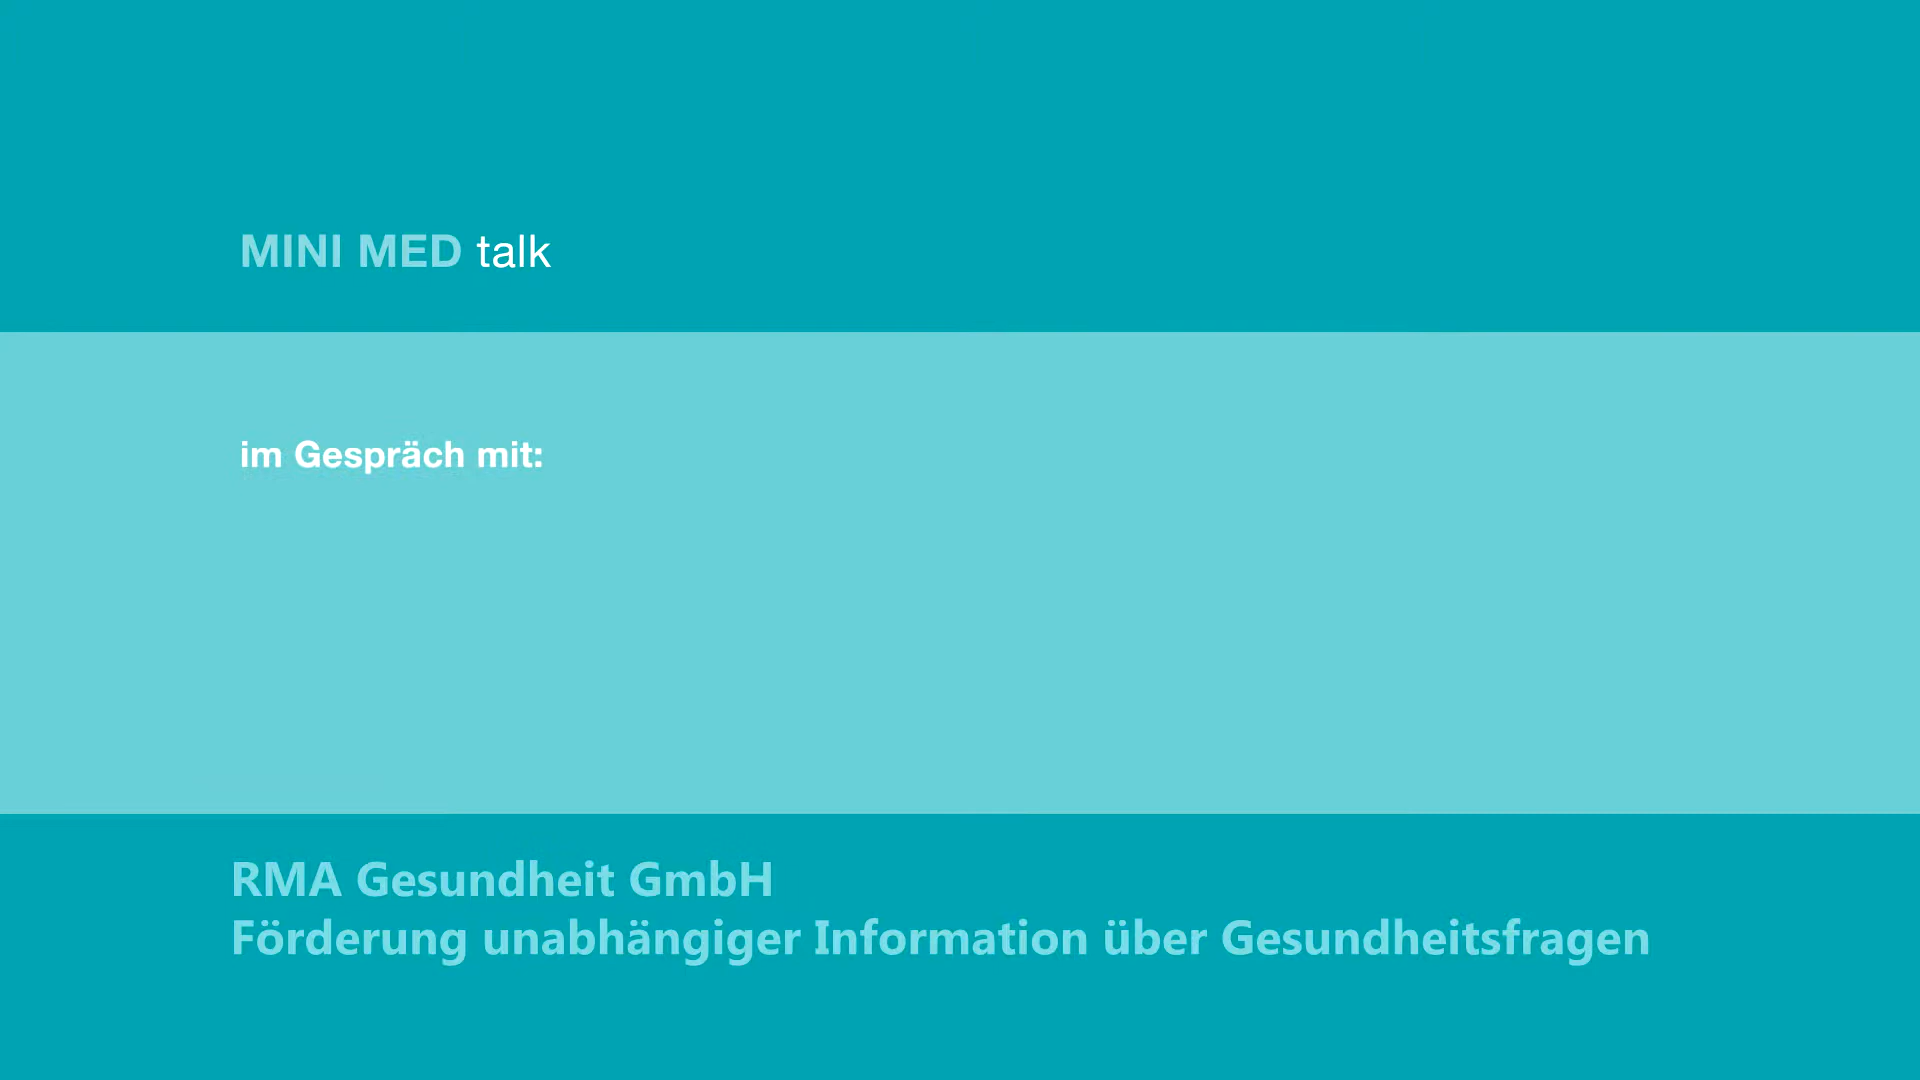 MINI MED talk
im Gespräch mit:
RMA Gesundheit GmbH
Förderung unabhängiger Information über Gesundheitsfragen